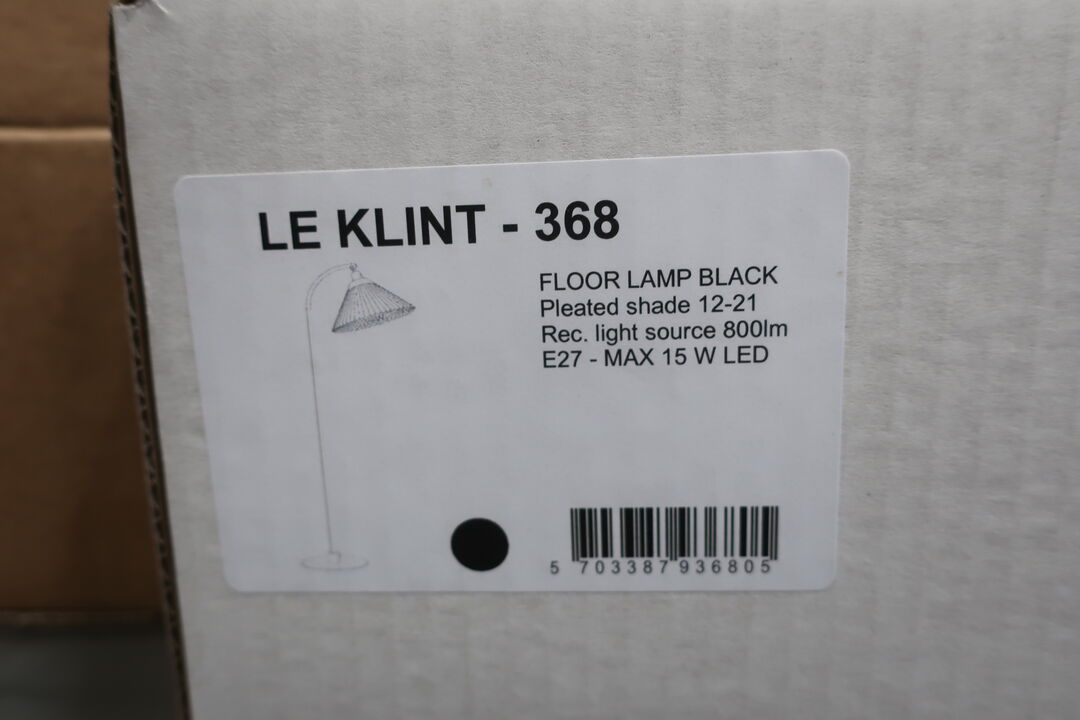 LE KLINT - 368
FLOOR LAMP BLACK
Pleated shade 12-21
Rec. light source 800lm
E27 - MAX 15 W LED
5 703387 936805